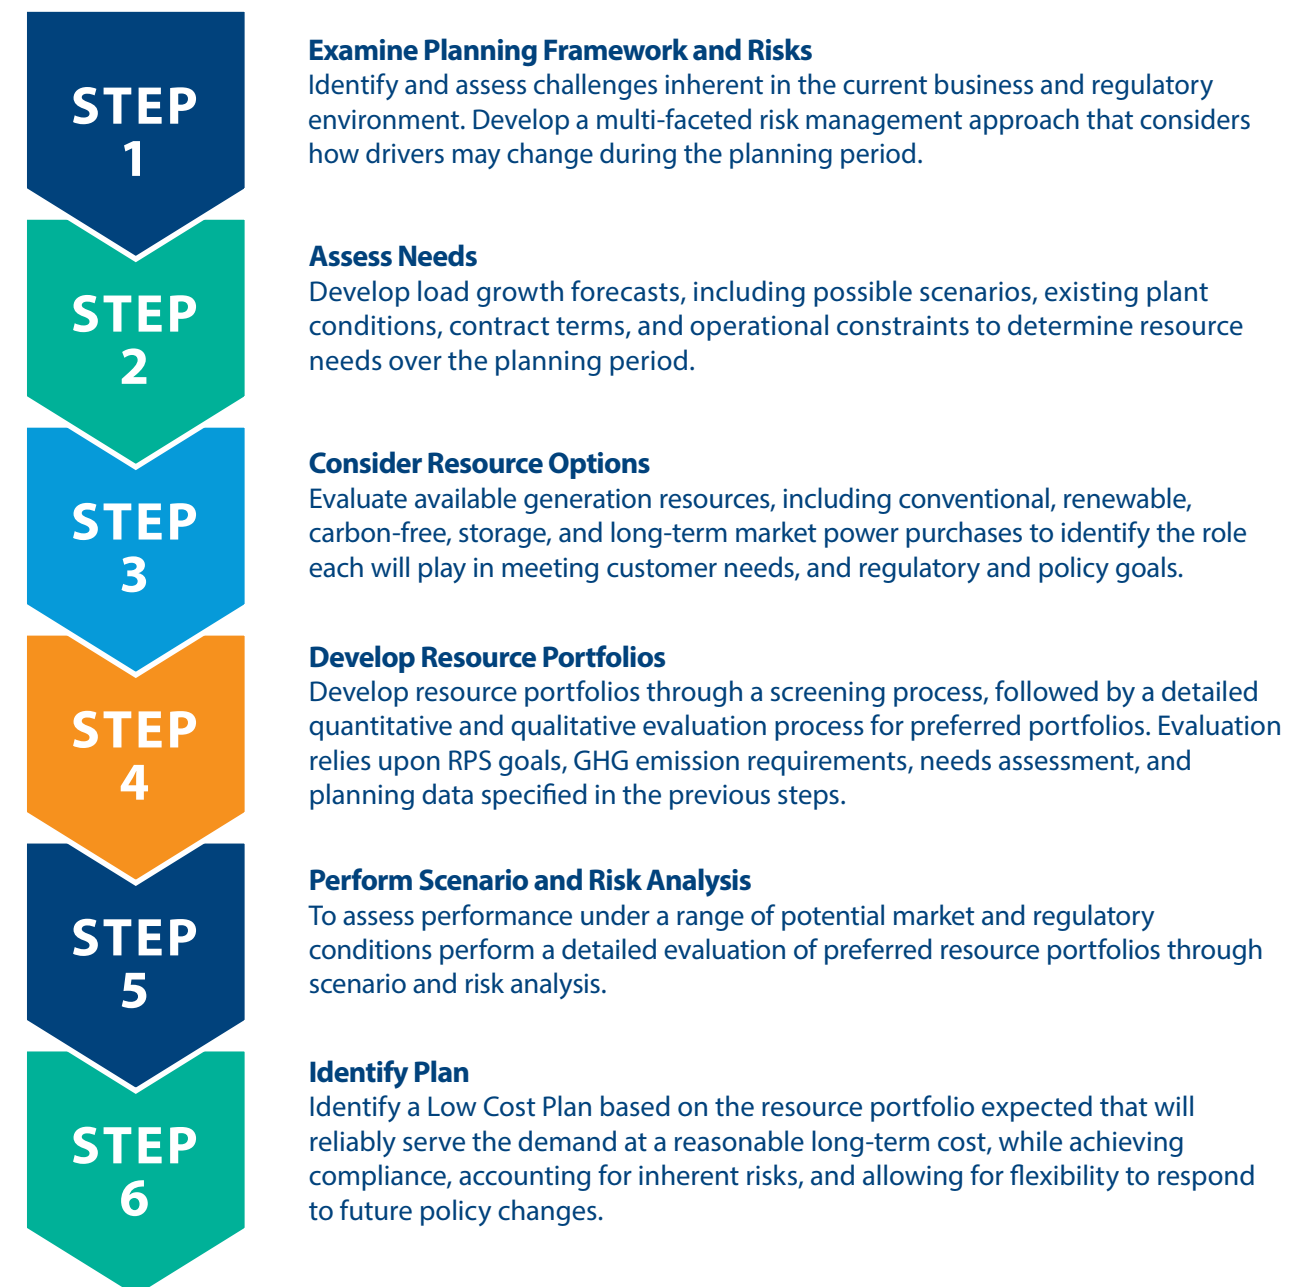 STEP
1
Examine Planning Framework and Risks
Identify and assess challenges inherent in the current business and regulatory
environment. Develop a multi-faceted risk management approach that considers
how drivers may change during the planning period.
STEP
2
Assess Needs
Develop load growth forecasts, including possible scenarios, existing plant
conditions, contract terms, and operational constraints to determine resource
needs over the planning period.
STEP
3
Consider Resource Options
Evaluate available generation resources, including conventional, renewable,
carbon-free, storage, and long-term market power purchases to identify the role
each will play in meeting customer needs, and regulatory and policy goals.
STEP
4
Develop Resource Portfolios
Develop resource portfolios through a screening process, followed by a detailed
quantitative and qualitative evaluation process for preferred portfolios. Evaluation
relies upon RPS goals, GHG emission requirements, needs assessment, and
planning data specified in the previous steps.
STEP
5
Perform Scenario and Risk Analysis
To assess performance under a range of potential market and regulatory
conditions perform a detailed evaluation of preferred resource portfolios through
scenario and risk analysis.
STEP
6
Identify Plan
Identify a Low Cost Plan based on the resource portfolio expected that will
reliably serve the demand at a reasonable long-term cost, while achieving
compliance, accounting for inherent risks, and allowing for flexibility to respond
to future policy changes.